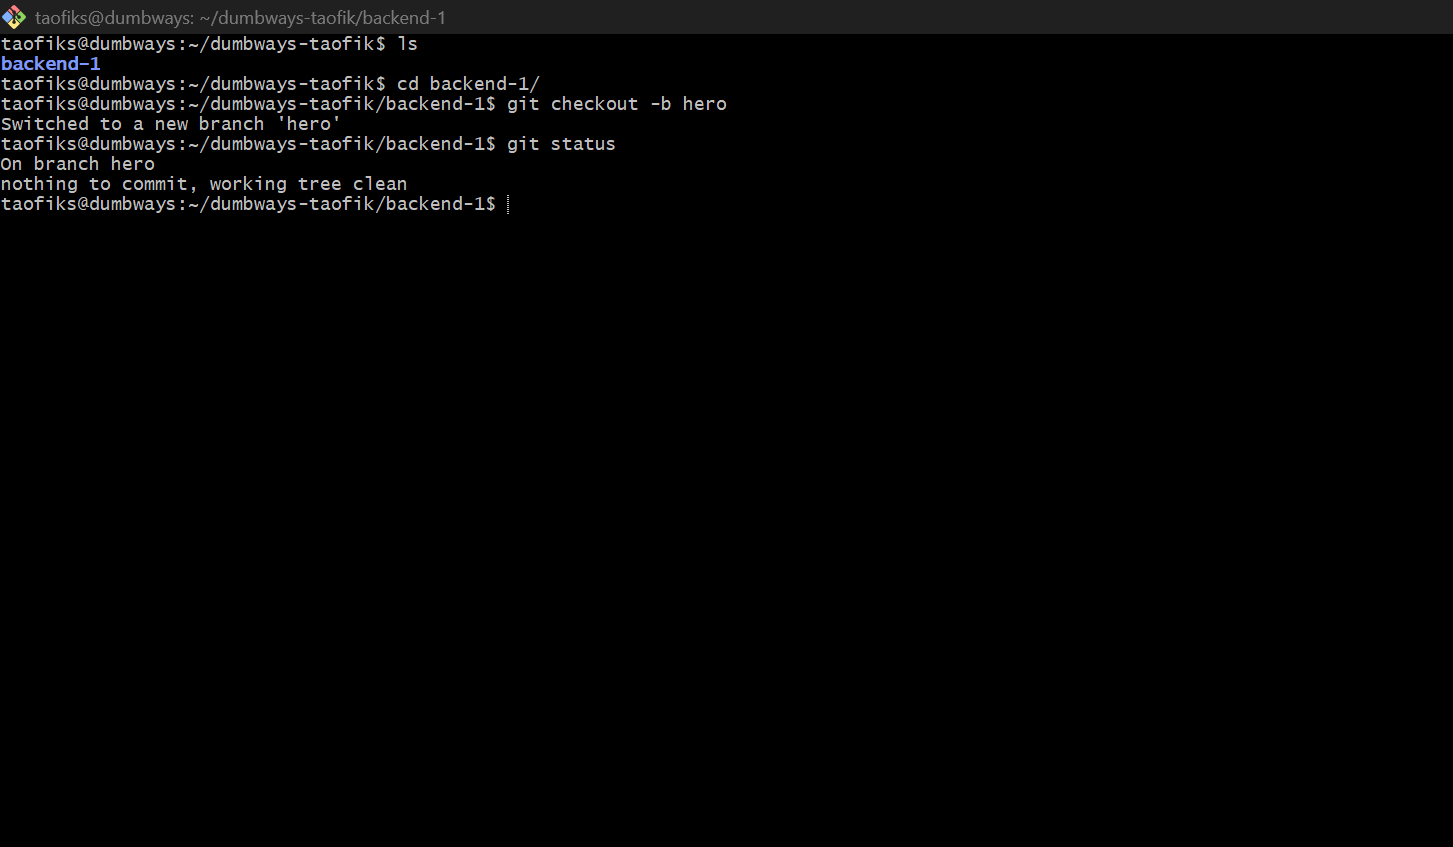 taofiks@dumbways: ~/dumbways-taofik/backend-1
taofiks@dumbways:~/dumbways-taofik$ ls
backend-1
taofiks@dumbways:~/dumbways-taofik$ cd backend-1/
taofiks@dumbways:~/dumbways-taofik/backend-1$ git checkout -b hero
Switched to a new branch 'hero'
taofiks@dumbways:~/dumbways-taofik/backend-1$ git status
On branch hero
nothing to commit, working tree clean
taofiks@dumbways:~/dumbways-taofik/backend-1$